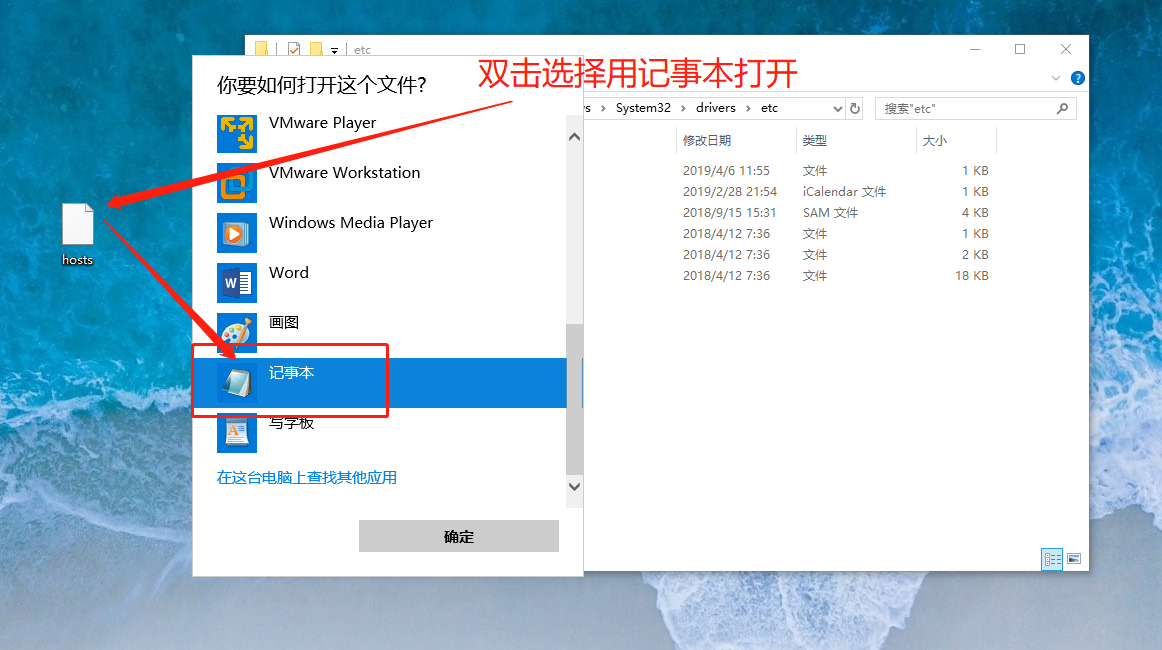 etc
你要如何打开这个文件?
双击选择用记事本打开
System32 › drivers › etc
搜索"etc"
VMware Player
VMware Workstation
Windows Media Player
Word
画图
记事本
写字板
在这台电脑上查找其他应用
确定
hosts
修改日期 类型 大小
2019/4/6 11:55 文件 1 KB
2019/2/28 21:54 iCalendar 文件 1 KB
2018/9/15 15:31 SAM 文件 4 KB
2018/4/12 7:36 文件 1 KB
2018/4/12 7:36 文件 2 KB
2018/4/12 7:36 文件 18 KB